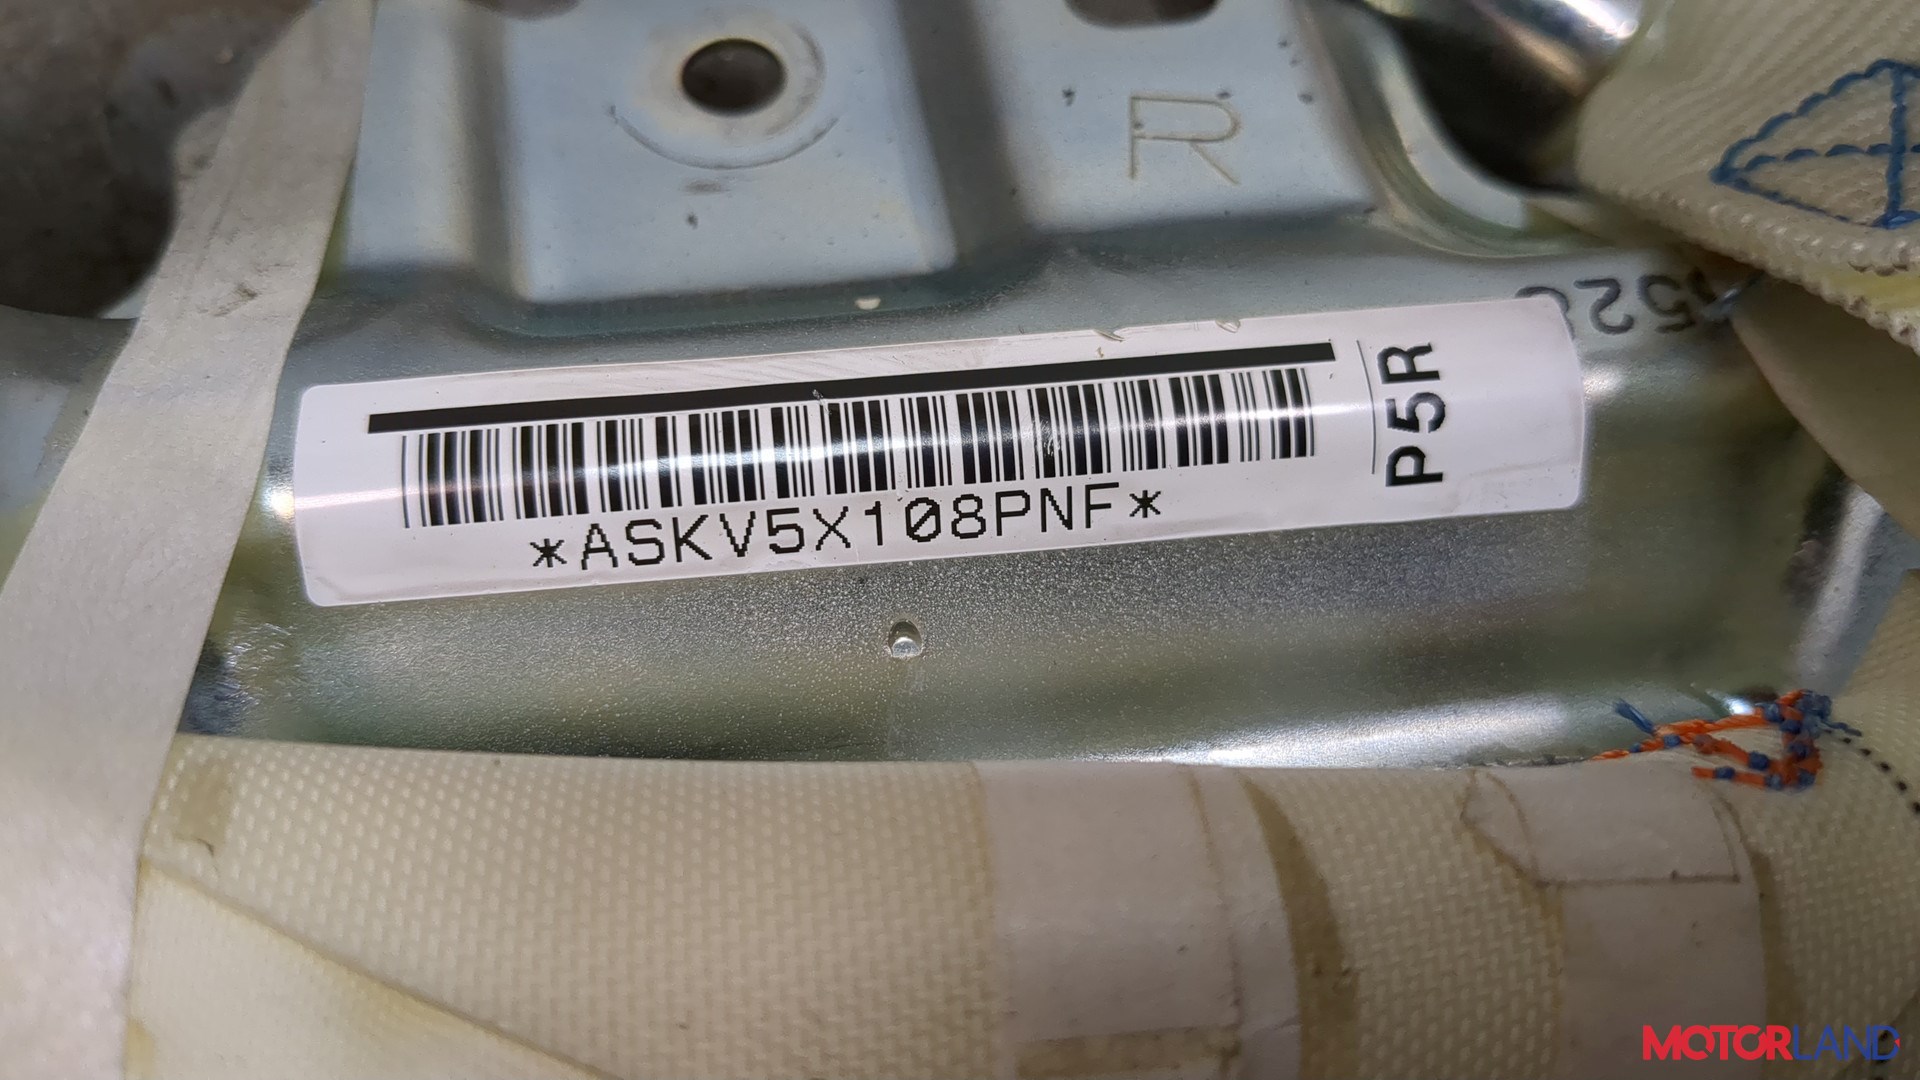 R
*ASKV5X108PNF*
P5R
MOTORLAND